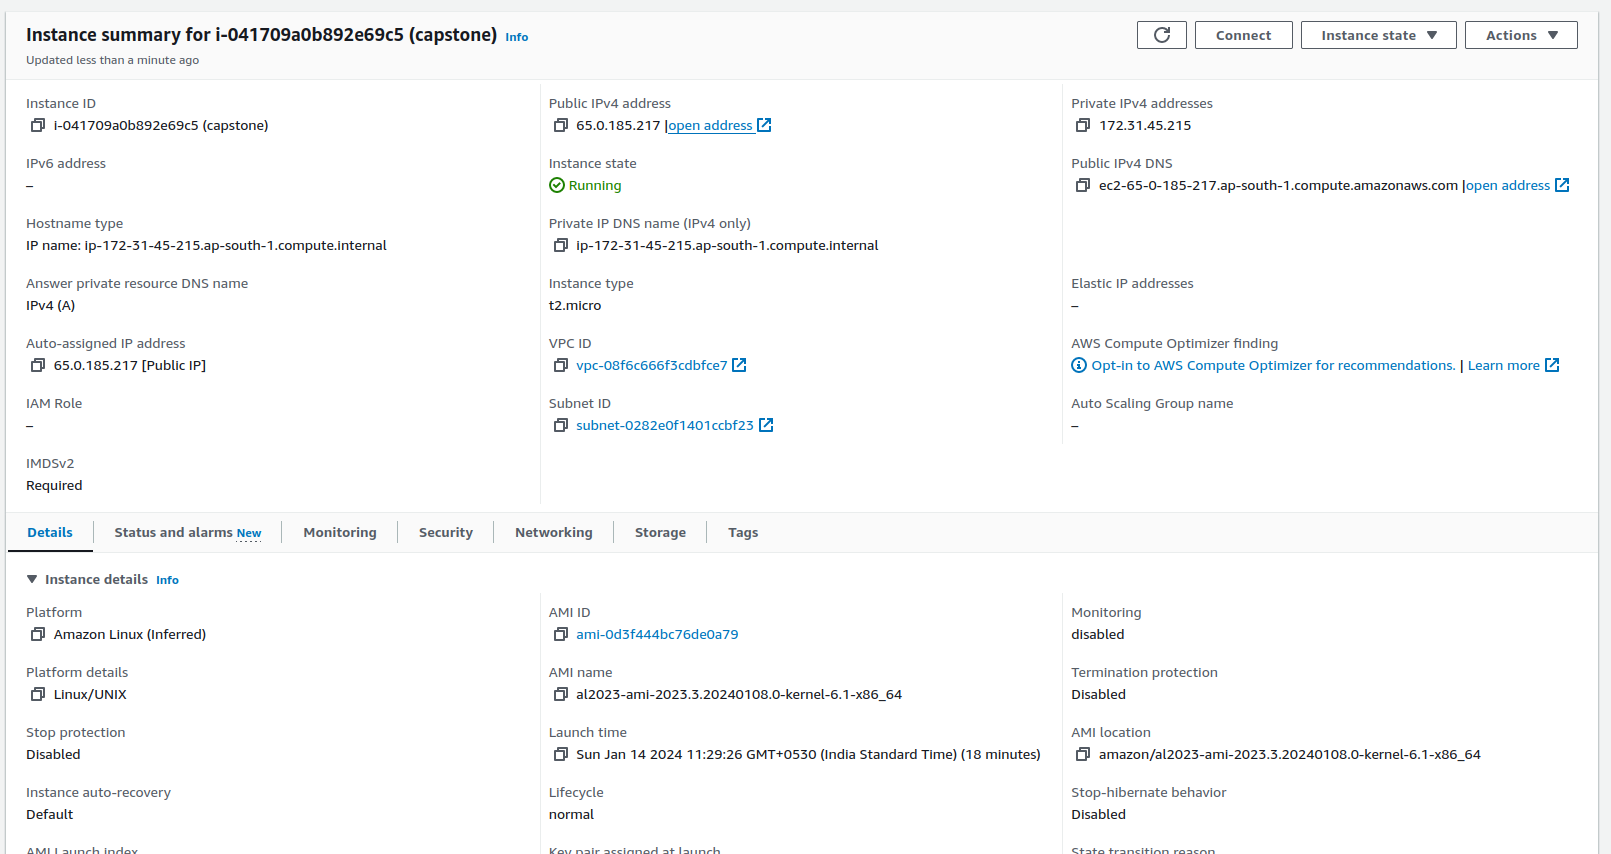 Instance summary for i-041709a0b892e69c5 (capstone) Info
Updated less than a minute ago
Connect
Instance state
Actions
Instance ID
i-041709a0b892e69c5 (capstone)
Public IPv4 address
65.0.185.217 |open address
Private IPv4 addresses
172.31.45.215
IPv6 address
–
Instance state
Running
Public IPv4 DNS
ec2-65-0-185-217.ap-south-1.compute.amazonaws.com |open address
Hostname type
IP name: ip-172-31-45-215.ap-south-1.compute.internal
Private IP DNS name (IPv4 only)
ip-172-31-45-215.ap-south-1.compute.internal
Answer private resource DNS name
IPv4 (A)
Instance type
t2.micro
Elastic IP addresses
–
Auto-assigned IP address
65.0.185.217 [Public IP]
VPC ID
vpc-08f6c666f3cdbfce7
AWS Compute Optimizer finding
Opt-in to AWS Compute Optimizer for recommendations. | Learn more
IAM Role
–
Subnet ID
subnet-0282e0f1401ccbf23
Auto Scaling Group name
–
IMDSv2
Required
Details
Status and alarms New
Monitoring
Security
Networking
Storage
Tags
Instance details Info
Platform
Amazon Linux (Inferred)
AMI ID
ami-0d3f444bc76de0a79
Monitoring
disabled
Platform details
Linux/UNIX
AMI name
al2023-ami-2023.3.20240108.0-kernel-6.1-x86_64
Termination protection
Disabled
Stop protection
Disabled
Launch time
Sun Jan 14 2024 11:29:26 GMT+0530 (India Standard Time) (18 minutes)
AMI location
amazon/al2023-ami-2023.3.20240108.0-kernel-6.1-x86_64
Instance auto-recovery
Default
Lifecycle
normal
Stop-hibernate behavior
Disabled
AMI Launch index
Key pair assigned at launch
State transition reason